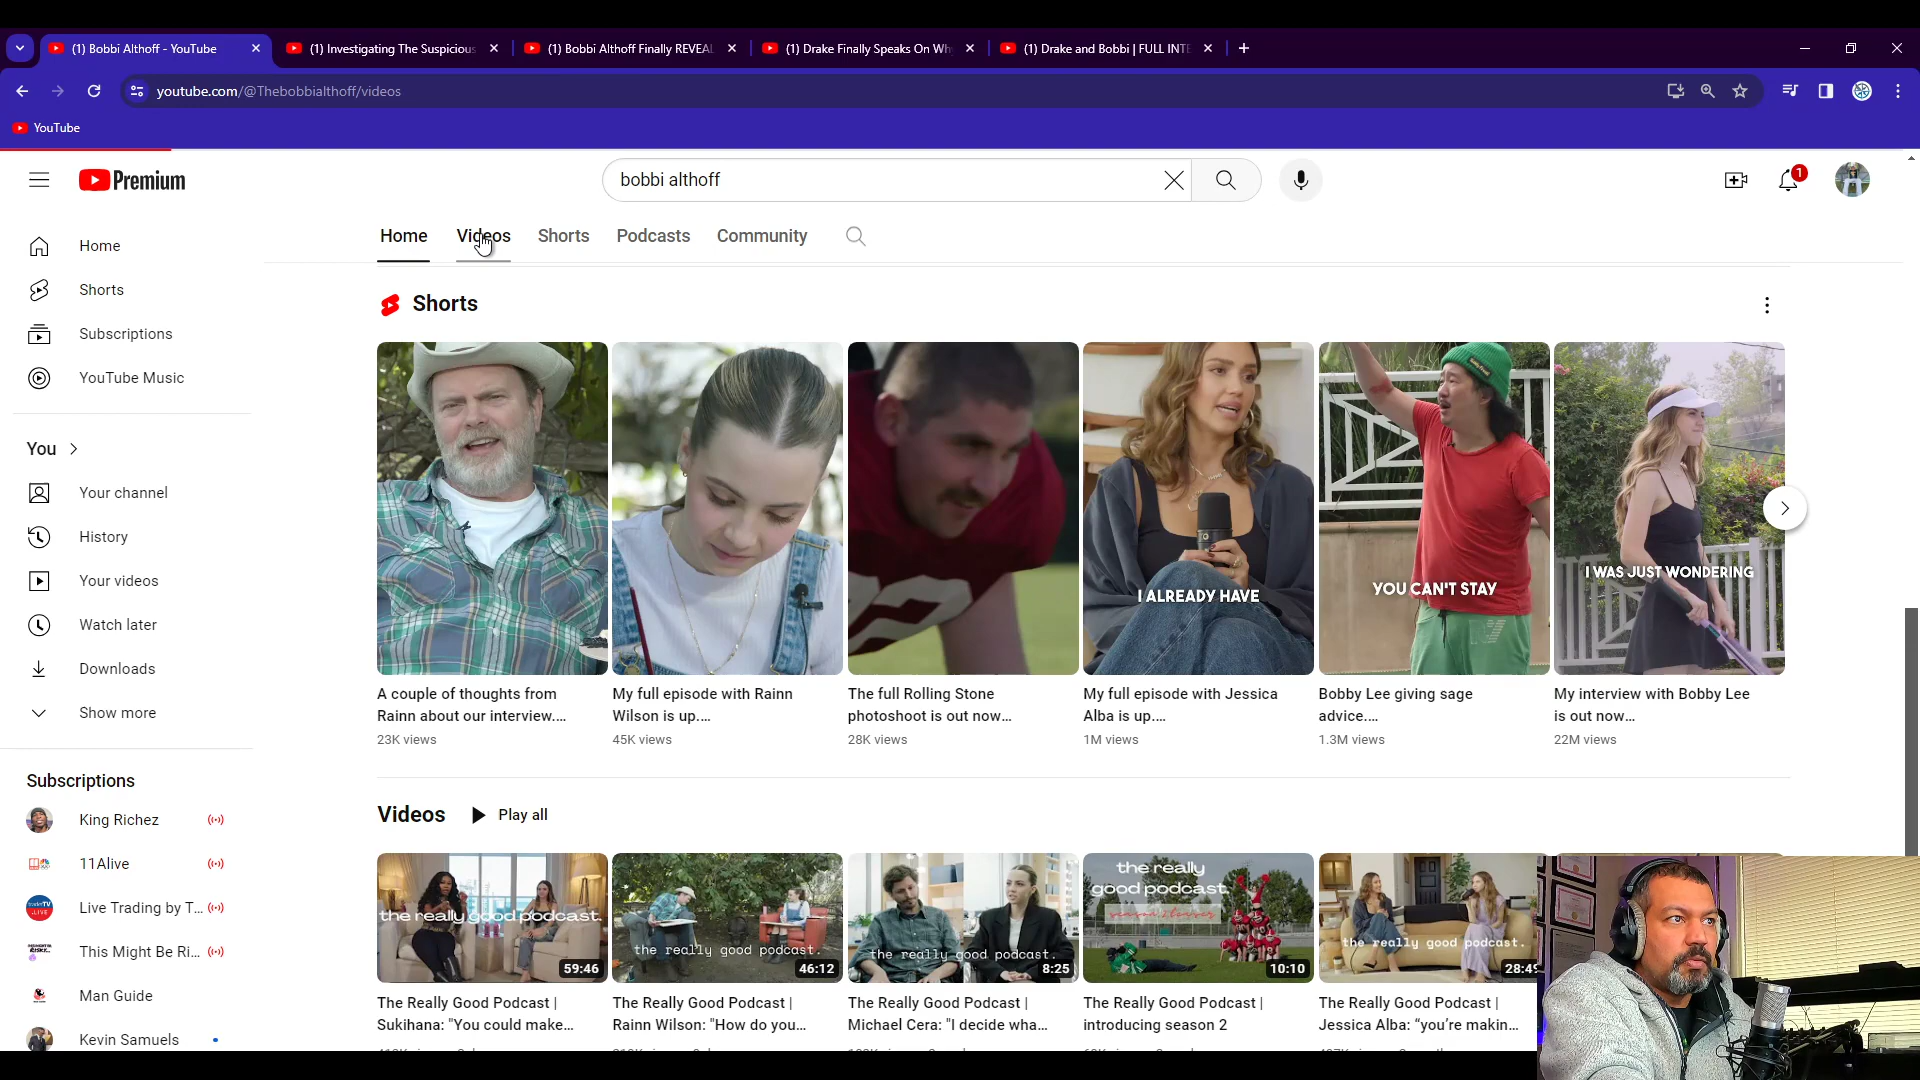 (1) Bobbi Althoff - YouTube
(1) Investigating The Suspicious
(1) Bobbi Althoff Finally REVEAL
(1) Drake Finally Speaks On Wh
(1) Drake and Bobbi | FULL INTE
youtube.com/@Thebobbialthoff/videos
YouTube
Premium
bobbi althoff
1
Home
Videos
Shorts
Podcasts
Community
Home
Shorts
Subscriptions
YouTube Music
You
Your channel
History
Your videos
Watch later
Downloads
Show more
Subscriptions
King Richez
11Alive
Live Trading by T...
This Might Be Ri...
Man Guide
Kevin Samuels
Shorts
I ALREADY HAVE
YOU CAN'T STAY
I WAS JUST WONDERING
A couple of thoughts from
Rainn about our interview....
23K views
My full episode with Rainn
Wilson is up....
45K views
The full Rolling Stone
photoshoot is out now...
28K views
My full episode with Jessica
Alba is up....
1M views
Bobby Lee giving sage
advice....
1.3M views
My interview with Bobby Lee
is out now...
22M views
Videos
Play all
the really good podcast.
59:46
the really good podcast.
46:12
the really good podcast.
8:25
the really
good podcast.
10:10
the really good podcast.
28:49
The Really Good Podcast |
Sukihana: "You could make...
The Really Good Podcast |
Rainn Wilson: "How do you...
The Really Good Podcast |
Michael Cera: "I decide wha...
The Really Good Podcast |
introducing season 2
The Really Good Podcast |
Jessica Alba: “you're makin...